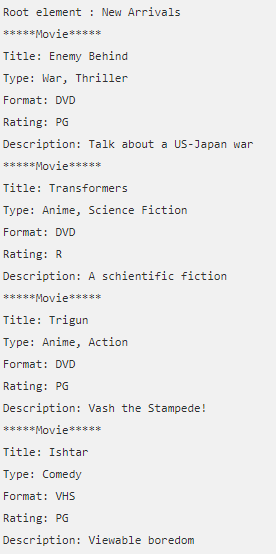 Root element : New Arrivals
*****Movie*****
Title: Enemy Behind
Type: War, Thriller
Format: DVD
Rating: PG
Description: Talk about a US-Japan war
*****Movie*****
Title: Transformers
Type: Anime, Science Fiction
Format: DVD
Rating: R
Description: A schientific fiction
*****Movie*****
Title: Trigun
Type: Anime, Action
Format: DVD
Rating: PG
Description: Vash the Stampede!
*****Movie*****
Title: Ishtar
Type: Comedy
Format: VHS
Rating: PG
Description: Viewable boredom